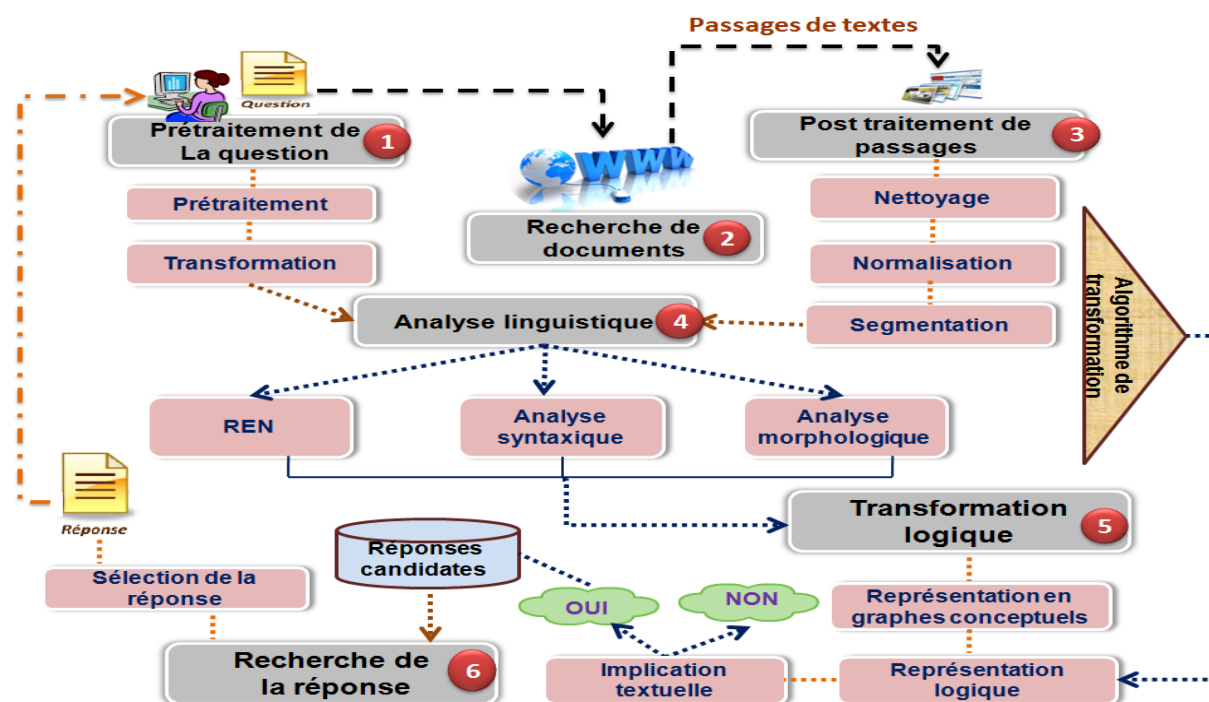 Passages de textes
Question
Prétraitement de
La question
1
Prétraitement
Transformation
WWW
Recherche de
documents
2
Post traitement de
passages
3
Nettoyage
Normalisation
Segmentation
Algorithme de
transformation
Analyse linguistique
4
REN
Analyse
syntaxique
Analyse
morphologique
Transformation
logique
5
Représentation en
graphes conceptuels
Représentation
logique
Implication
textuelle
OUI
NON
Réponses
candidates
Recherche de
la réponse
6
Sélection de la
réponse
Réponse